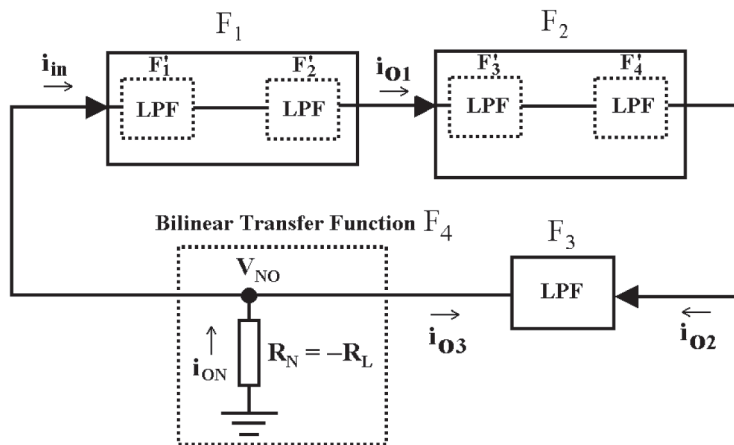 F1
F2
iin
F'1
F'2
LPF
LPF
iO1
F'3
F'4
LPF
LPF
Bilinear Transfer Function F4
F3
VNO
LPF
iON
RN = –RL
iO3
iO2